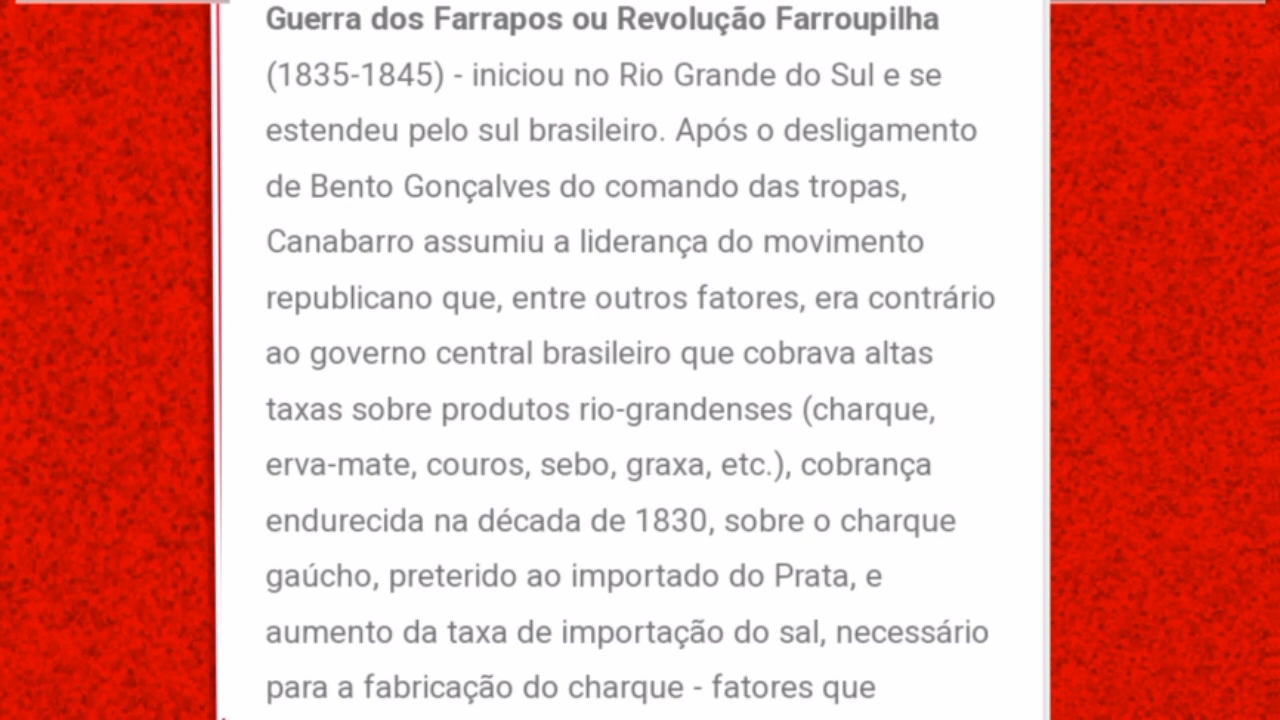 Guerra dos Farrapos ou Revolução Farroupilha
(1835-1845) - iniciou no Rio Grande do Sul e se
estendeu pelo sul brasileiro. Após o desligamento
de Bento Gonçalves do comando das tropas,
Canabarro assumiu a liderança do movimento
republicano que, entre outros fatores, era contrário
ao governo central brasileiro que cobrava altas
taxas sobre produtos rio-grandenses (charque,
erva-mate, couros, sebo, graxa, etc.), cobrança
endurecida na década de 1830, sobre o charque
gaúcho, preterido ao importado do Prata, e
aumento da taxa de importação do sal, necessário
para a fabricação do charque - fatores que